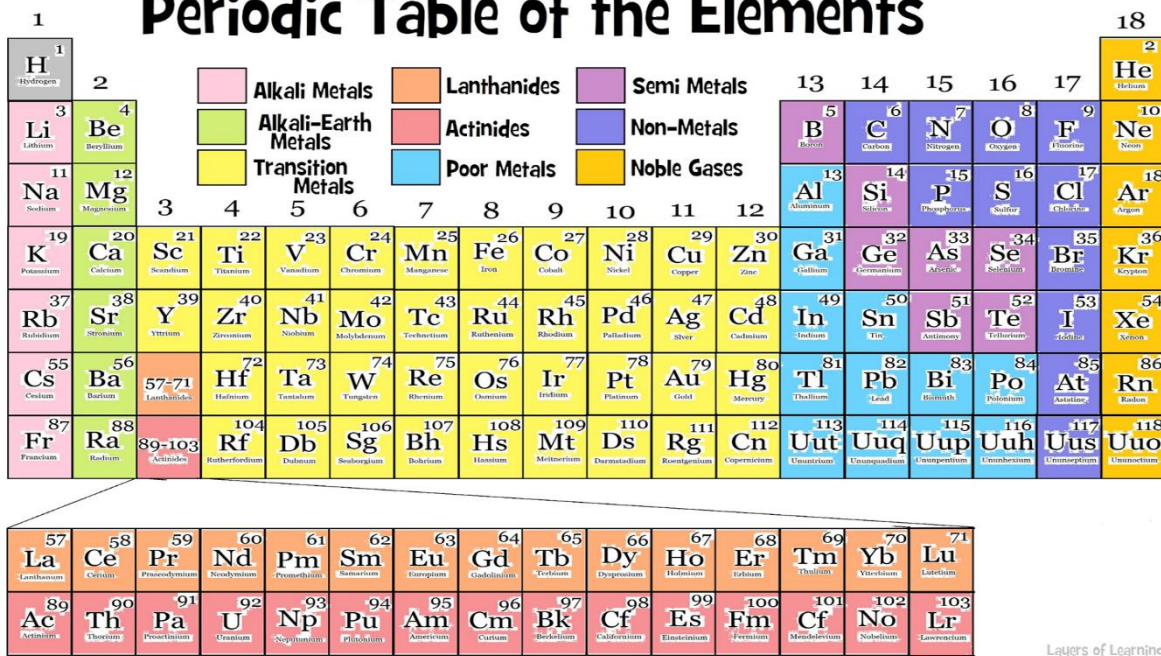 Periodic Table of the Elements
1 18
1 2
H He
Hydrogen Helium
2 13 14 15 16 17
Alkali Metals Lanthanides Semi Metals
Alkali-Earth Metals Actinides Non-Metals
Transition Metals Poor Metals Noble Gases
3 4 5 6 7 8 9 10
Li Be B C N O F Ne
Lithium Beryllium Boron Carbon Nitrogen Oxygen Fluorine Neon
11 12 13 14 15 16 17 18
Na Mg Al Si P S Cl Ar
Sodium Magnesium Aluminum Silicon Phosphorus Sulfur Chlorine Argon
3 4 5 6 7 8 9 10 11 12
19 20 21 22 23 24 25 26 27 28 29 30 31 32 33 34 35 36
K Ca Sc Ti V Cr Mn Fe Co Ni Cu Zn Ga Ge As Se Br Kr
Potassium Calcium Scandium Titanium Vanadium Chromium Manganese Iron Cobalt Nickel Copper Zinc Gallium Germanium Arsenic Selenium Bromine Krypton
37 38 39 40 41 42 43 44 45 46 47 48 49 50 51 52 53 54
Rb Sr Y Zr Nb Mo Tc Ru Rh Pd Ag Cd In Sn Sb Te I Xe
Rubidium Stronium Yttrium Zirconium Niobium Molybdenum Technetium Ruthenium Rhodium Palladium Slver Cadmium Indium Tin Antimony Tellurium Iodine Xenon
55 56 57-71 72 73 74 75 76 77 78 79 80 81 82 83 84 85 86
Cs Ba Hf Ta W Re Os Ir Pt Au Hg Tl Pb Bi Po At Rn
Cesium Barium Lanthanides Hafnium Tantalum Tungsten Rhenium Osmium Iridium Platinum Gold Mercury Thallium Lead Bismuth Polonium Astatine Radon
87 88 89-103 104 105 106 107 108 109 110 111 112 113 114 115 116 117 118
Fr Ra Rf Db Sg Bh Hs Mt Ds Rg Cn Uut Uuq Uup Uuh Uus Uuo
Francium Radium Actinides Rutherfordium Dubnum Seaborgium Bohrium Hassium Meitnerium Darmstadium Roentgenium Copernicium Ununtrium Ununquadium Ununpentium Ununhexium Ununseptium Ununoctium
57 58 59 60 61 62 63 64 65 66 67 68 69 70 71
La Ce Pr Nd Pm Sm Eu Gd Tb Dy Ho Er Tm Yb Lu
Lanthanum Cerium Praseodymium Neodymium Promethium Samarium Europium Gadolinium Terbium Dysprosium Holmium Erbium Thulium Ytterbium Lutetium
89 90 91 92 93 94 95 96 97 98 99 100 101 102 103
Ac Th Pa U Np Pu Am Cm Bk Cf Es Fm Cf No Lr
Actinium Thorium Proactinium Uranium Neptunium Plutonium Americum Curium Berkelium Californium Einsteinium Fermium Mendelevium Nobelium Lawrencium
Layers of Learning